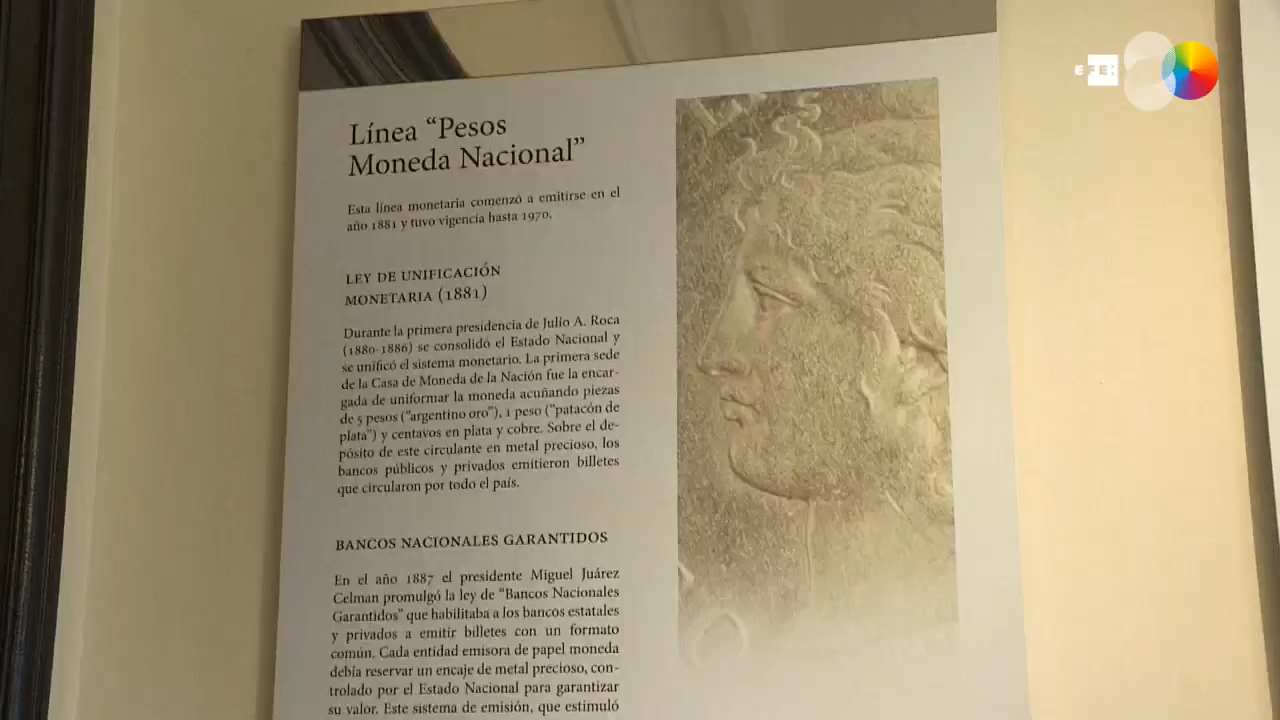 EFE:
Línea “Pesos
Moneda Nacional”
Esta línea monetaria comenzó a emitirse en el
año 1881 y tuvo vigencia hasta 1970.
LEY DE UNIFICACIÓN
MONETARIA (1881)
Durante la primera presidencia de Julio A. Roca
(1880-1886) se consolidó el Estado Nacional y
se unificó el sistema monetario. La primera sede
de la Casa de Moneda de la Nación fue la encar-
gada de uniformar la moneda acuñando piezas
de 5 pesos (“argentino oro”), 1 peso (“patacón de
plata”) y centavos en plata y cobre. Sobre el de-
pósito de este circulante en metal precioso, los
bancos públicos y privados emitieron billetes
que circularon por todo el país.
BANCOS NACIONALES GARANTIDOS
En el año 1887 el presidente Miguel Juárez
Celman promulgó la ley de “Bancos Nacionales
Garantidos” que habilitaba a los bancos estatales
y privados a emitir billetes con un formato
común. Cada entidad emisora de papel moneda
debía reservar un encaje de metal precioso, con-
trolado por el Estado Nacional para garantizar
su valor. Este sistema de emisión, que estimuló